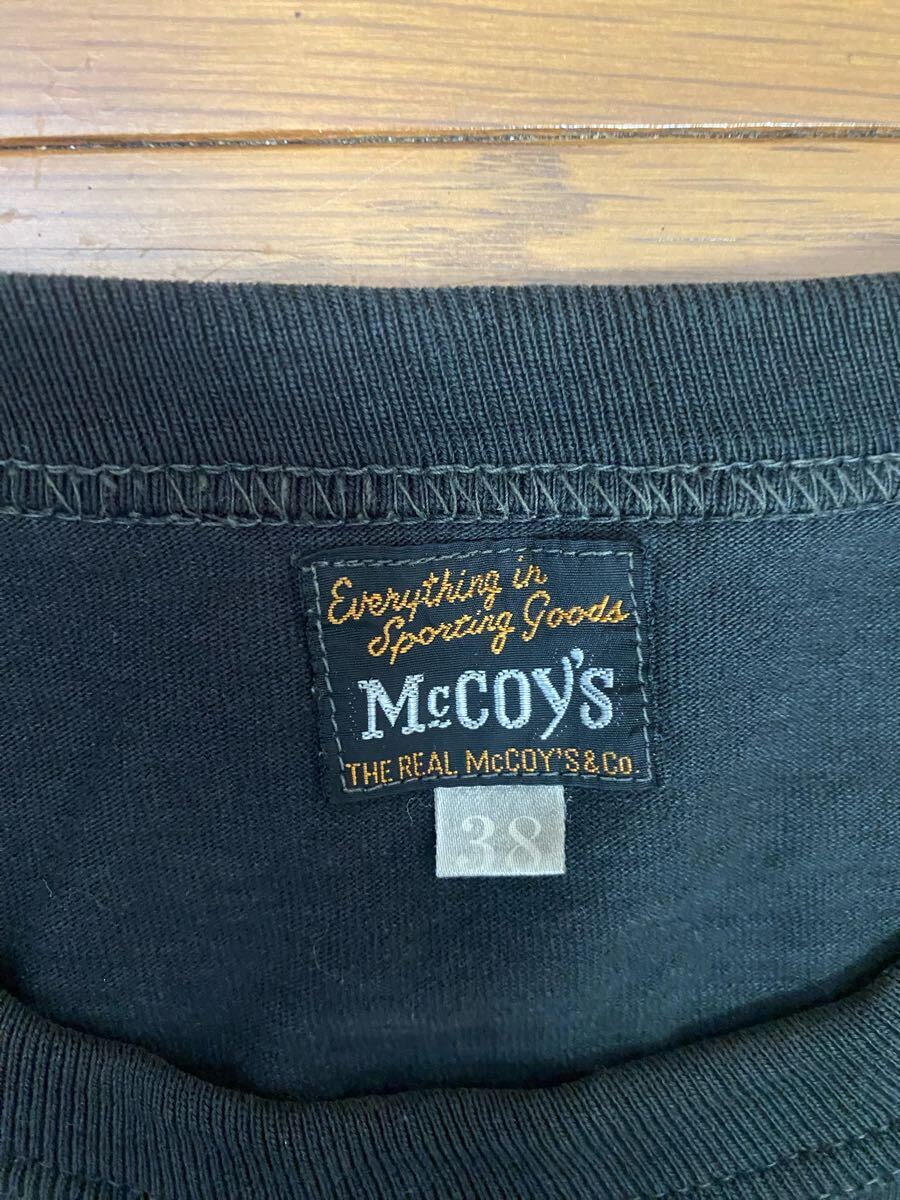 Everything in
Sporting Goods
McCOY'S
THE REAL McCOY'S & Co.
38